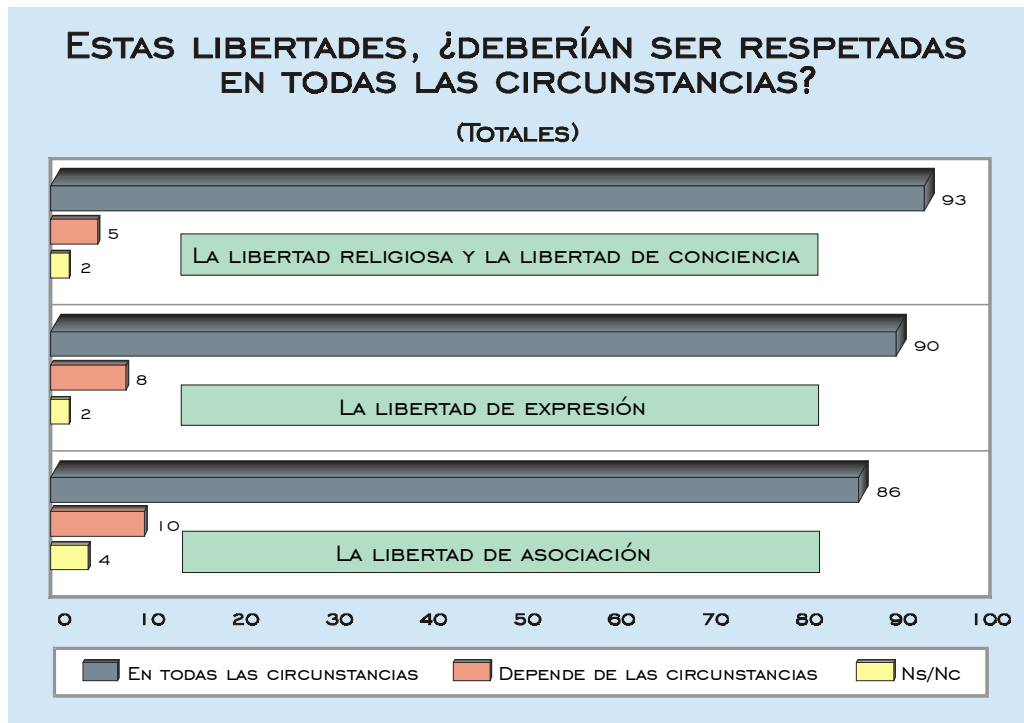 Estas libertades, ¿deberían ser respetadas
en todas las circunstancias?
(Totales)
93
5
La libertad religiosa y la libertad de conciencia
2
90
8
La libertad de expresión
2
86
10
La libertad de asociación
4
0 10 20 30 40 50 60 70 80 90 100
En todas las circunstancias Depende de las circunstancias Ns/Nc